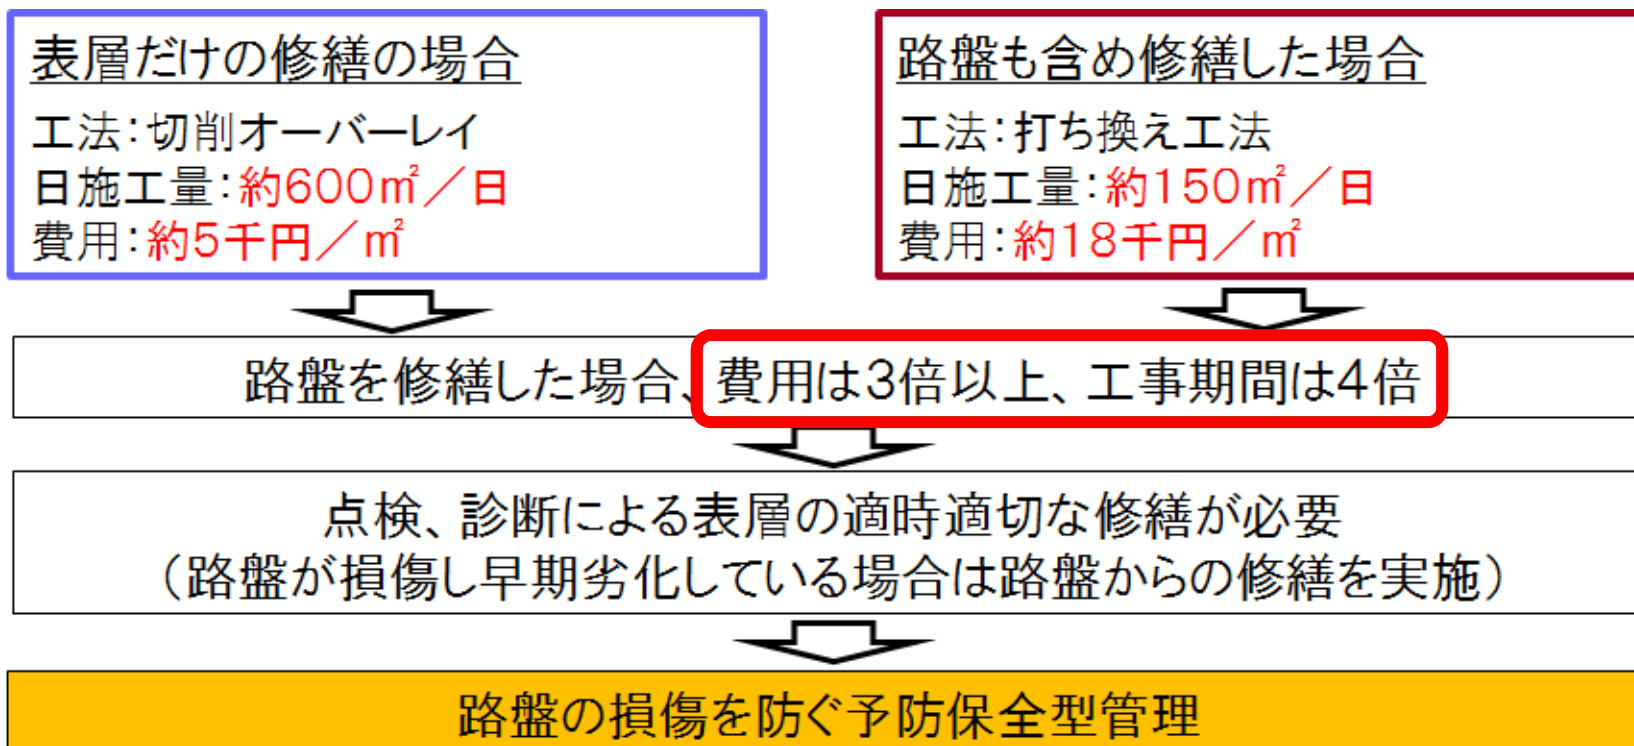 表層だけの修繕の場合
工法：切削オーバーレイ
日施工量：約600㎡／日
費用：約5千円／㎡
路盤も含め修繕した場合
工法：打ち換え工法
日施工量：約150㎡／日
費用：約18千円／㎡
路盤を修繕した場合、費用は3倍以上、工事期間は4倍
点検、診断による表層の適時適切な修繕が必要
（路盤が損傷し早期劣化している場合は路盤からの修繕を実施）
路盤の損傷を防ぐ予防保全型管理